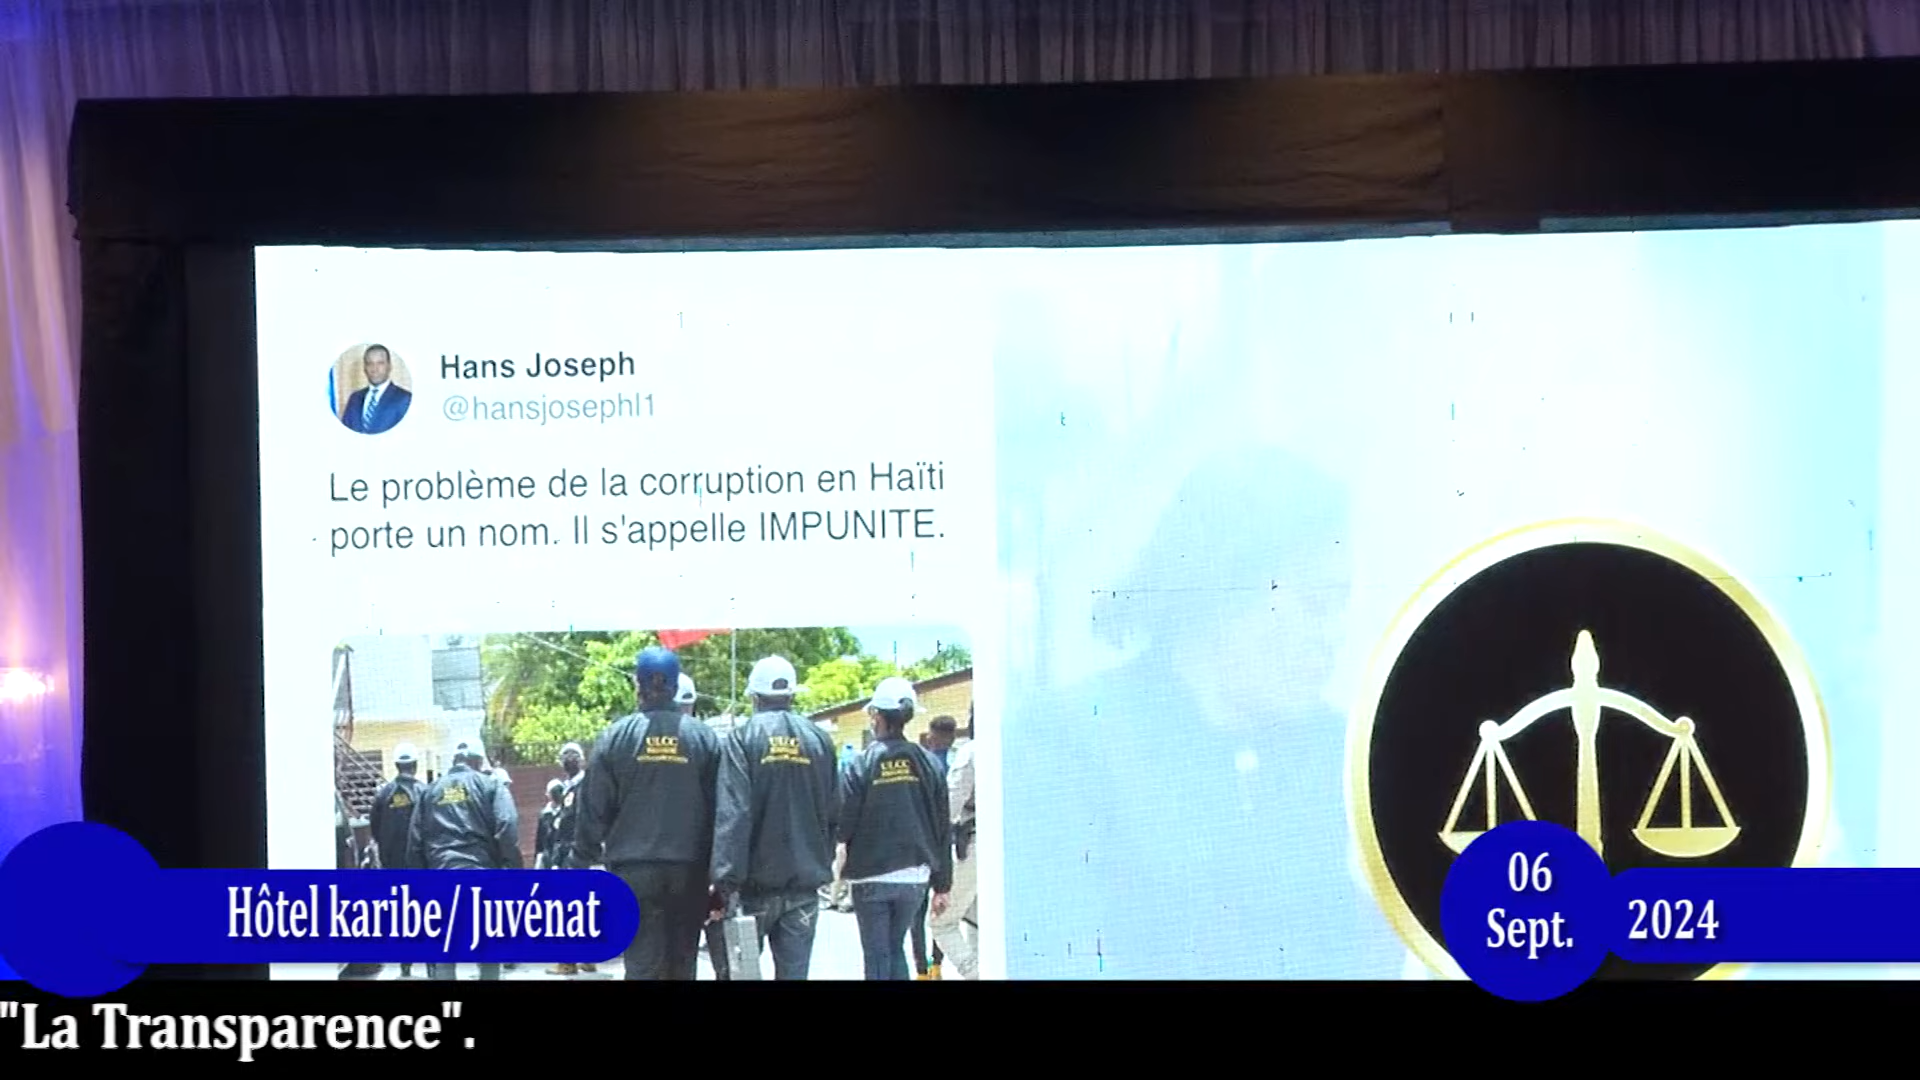 Hans Joseph
@hansjosephl1
Le problème de la corruption en Haïti
porte un nom. Il s'appelle IMPUNITE.
ULCC
ULCC
ULCC
Hôtel karibe/ Juvénat
06
Sept.
2024
"La Transparence".